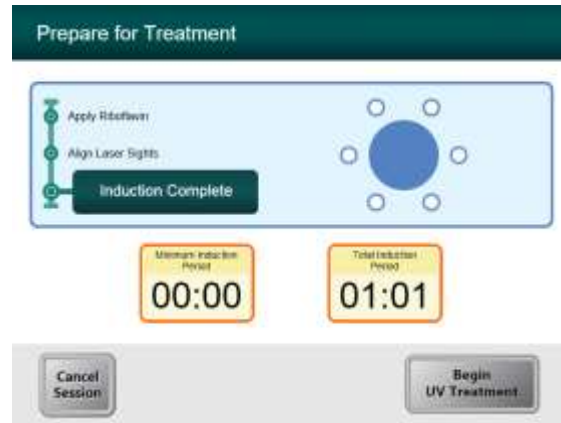 Prepare for Treatment
Apply Riboflavin
Align Laser Sights
Induction Complete
Minimum Induction
Period
00:00
Total Induction
Period
01:01
Cancel
Session
Begin
UV Treatment